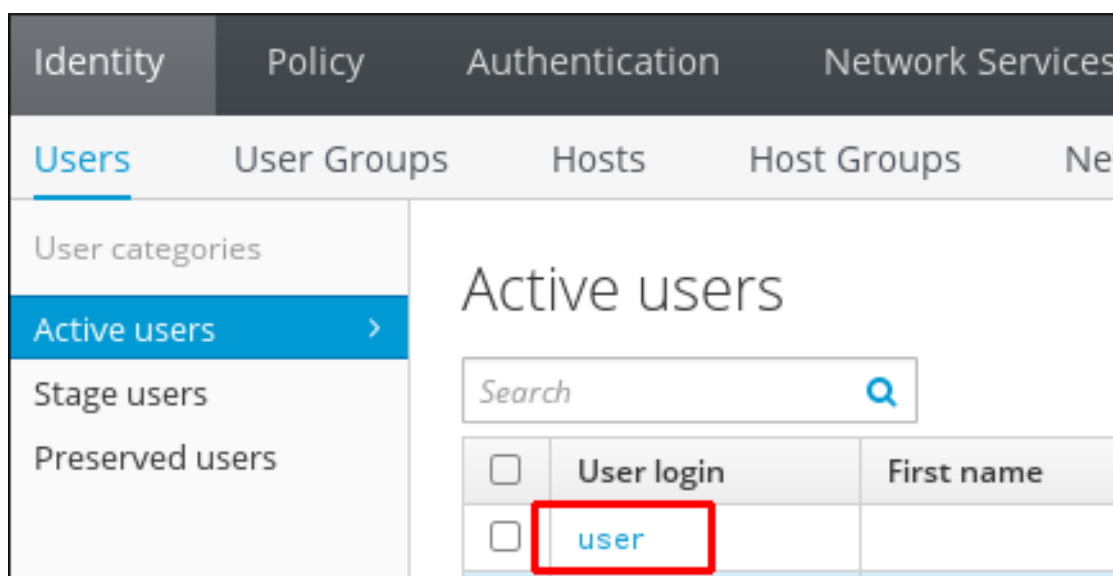 Identity Policy Authentication Network Services
Users User Groups Hosts Host Groups
User categories
Active users
Stage users
Preserved users
Active users
Search
User login First name
user